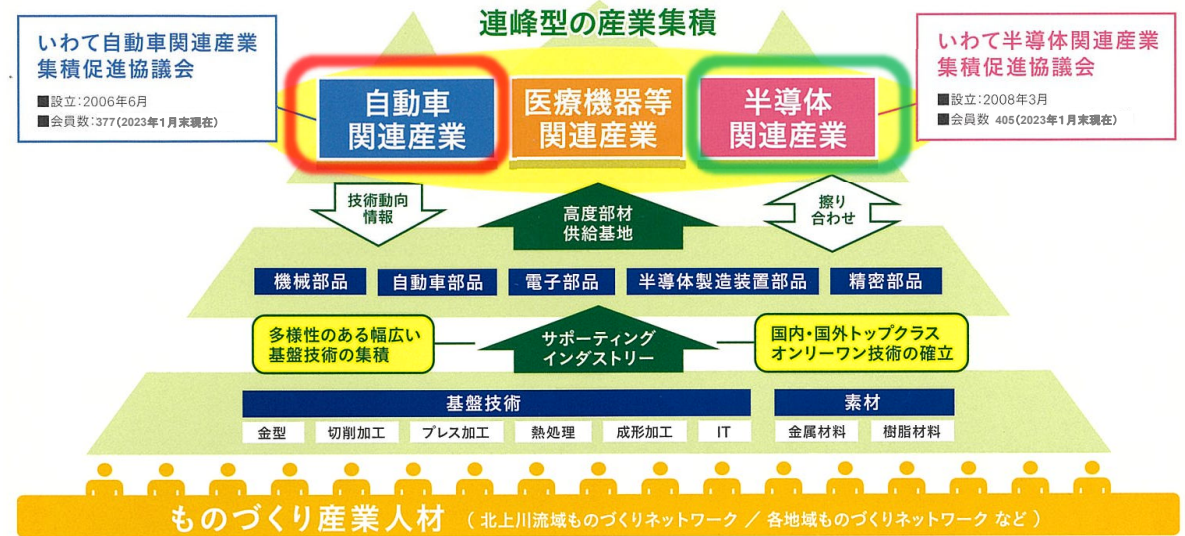 連峰型の産業集積
いわて自動車関連産業
集積促進協議会
■設立:2006年6月
■会員数:377(2023年1月末現在)
自動車
関連産業
医療機器等
関連産業
半導体
関連産業
いわて半導体関連産業
集積促進協議会
■設立:2008年3月
■会員数 405(2023年1月末現在)
技術動向
情報
高度部材
供給基地
擦り
合わせ
機械部品
自動車部品
電子部品
半導体製造装置部品
精密部品
多様性のある幅広い
基盤技術の集積
サポーティング
インダストリー
国内・国外トップクラス
オンリーワン技術の確立
基盤技術
素材
金型
切削加工
プレス加工
熱処理
成形加工
IT
金属材料
樹脂材料
ものづくり産業人材 ( 北上川流域ものづくりネットワーク / 各地域ものづくりネットワーク など )